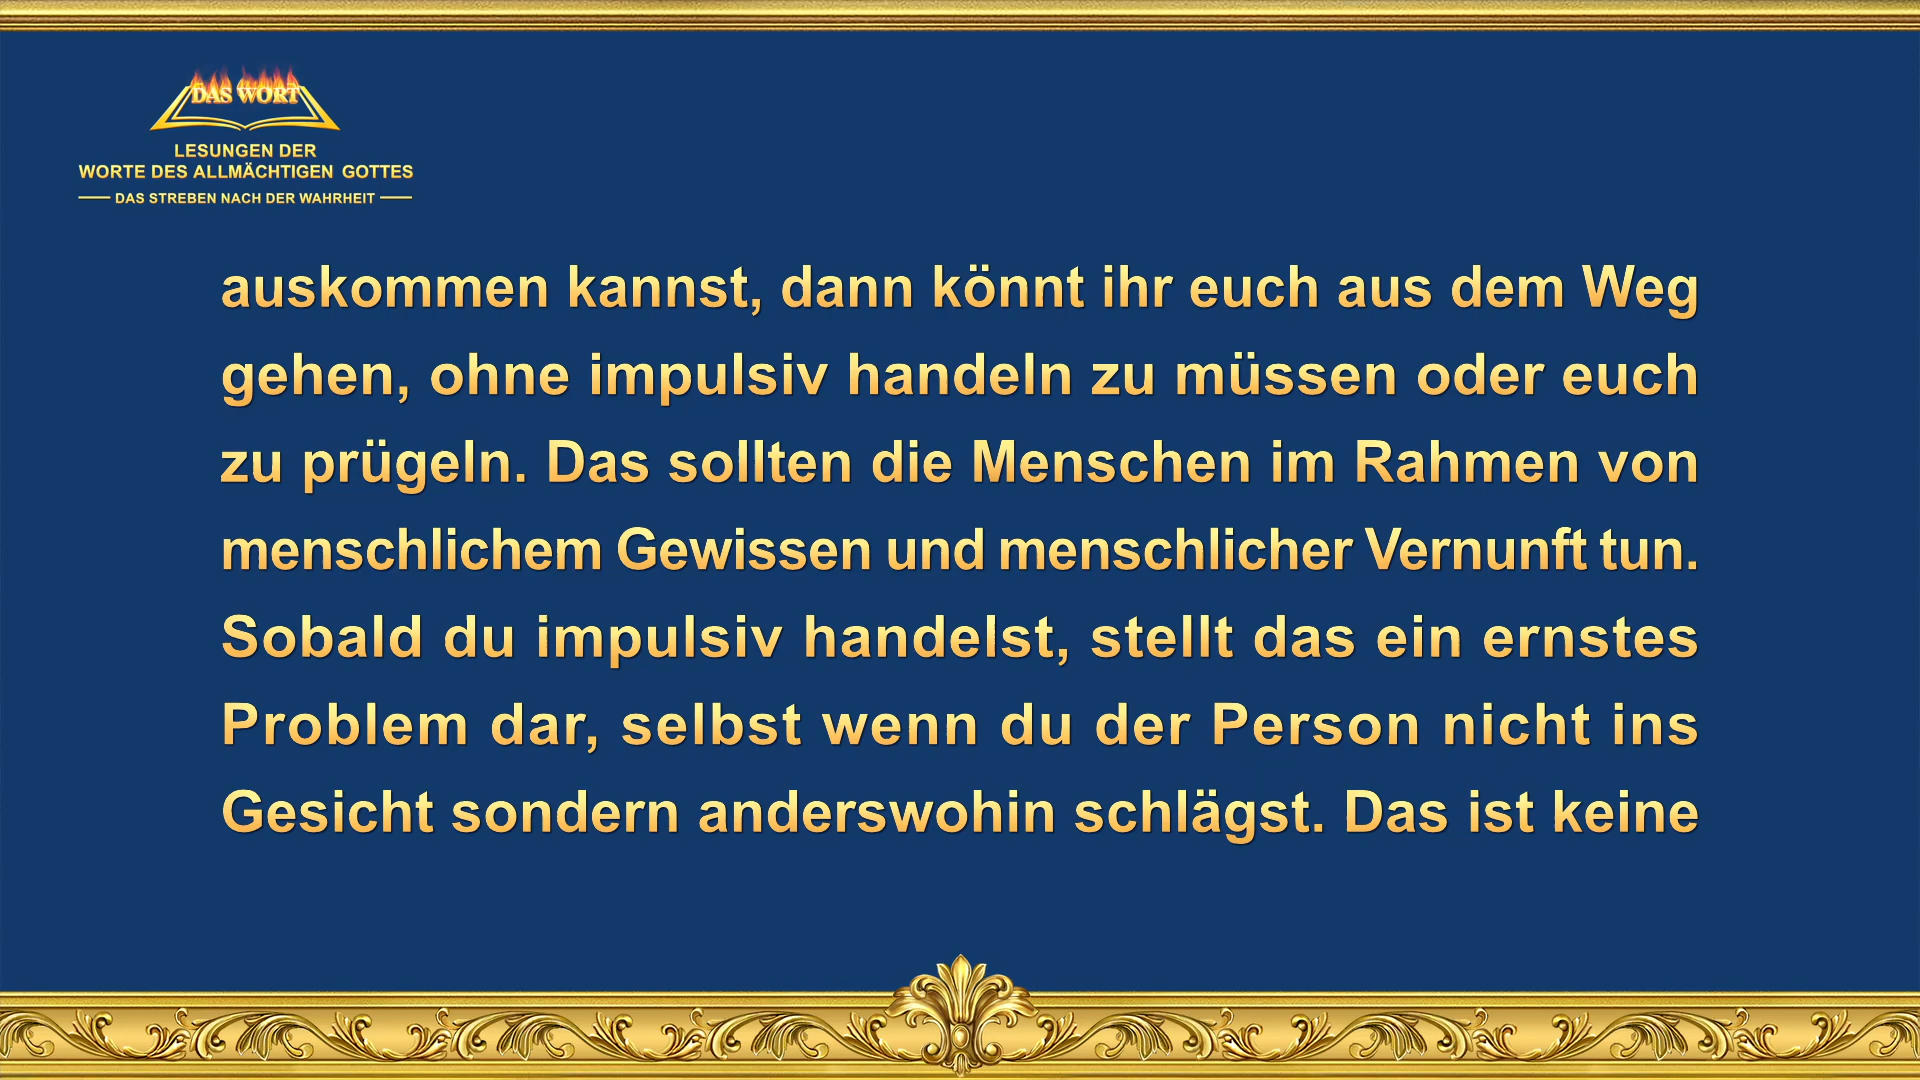 DAS WORT
LESUNGEN DER
WORTE DES ALLMÄCHTIGEN GOTTES
DAS STREBEN NACH DER WAHRHEIT
auskommen kannst, dann könnt ihr euch aus dem Weg
gehen, ohne impulsiv handeln zu müssen oder euch
zu prügeln. Das sollten die Menschen im Rahmen von
menschlichem Gewissen und menschlicher Vernunft tun.
Sobald du impulsiv handelst, stellt das ein ernstes
Problem dar, selbst wenn du der Person nicht ins
Gesicht sondern anderswohin schlägst. Das ist keine